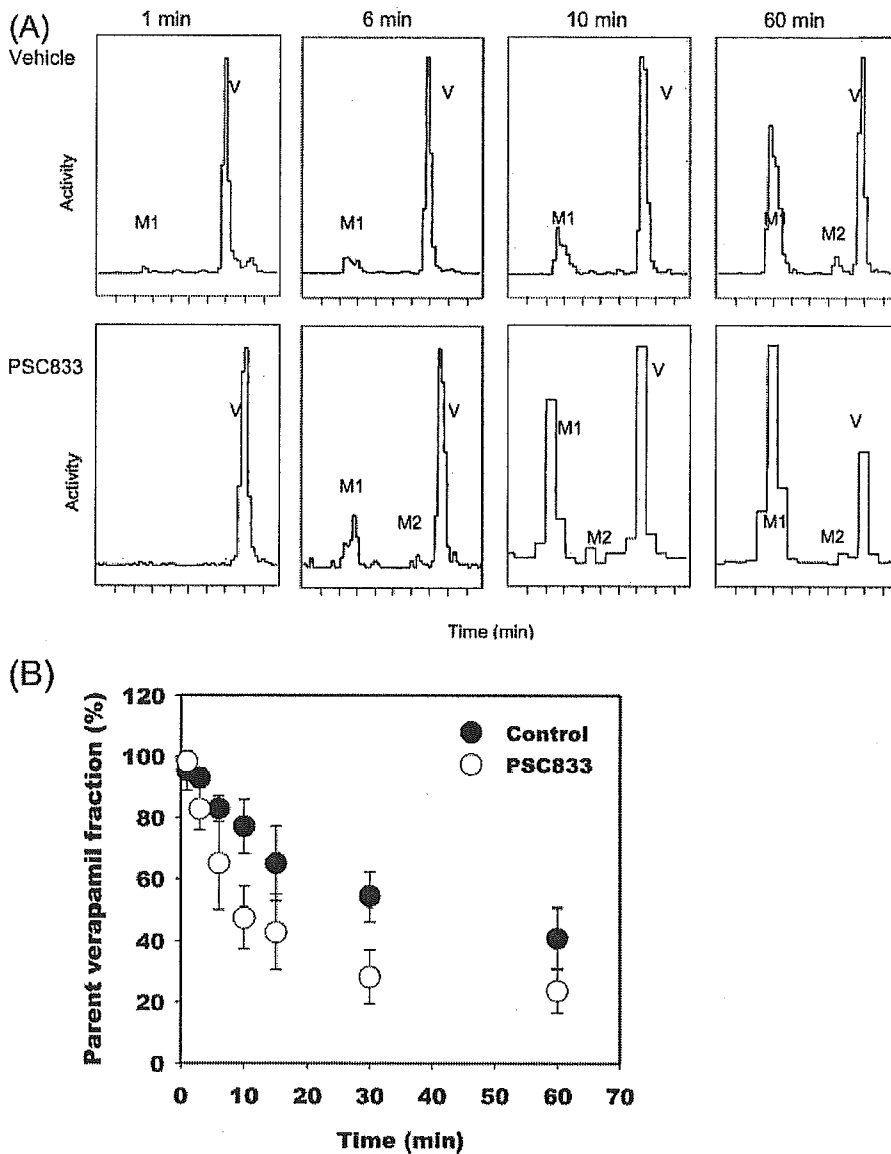 (A)
1 min 6 min 10 min 60 min
Vehicle
V V V V
Activity
M1 M1 M1 M1 M2
PSC833
V V V V
Activity
M1 M2 M1 M2 M1 M2
Time (min)
(B)
Parent verapamil fraction (%)
120
100
80
60
40
20
0
Control
PSC833
0 10 20 30 40 50 60 70
Time (min)